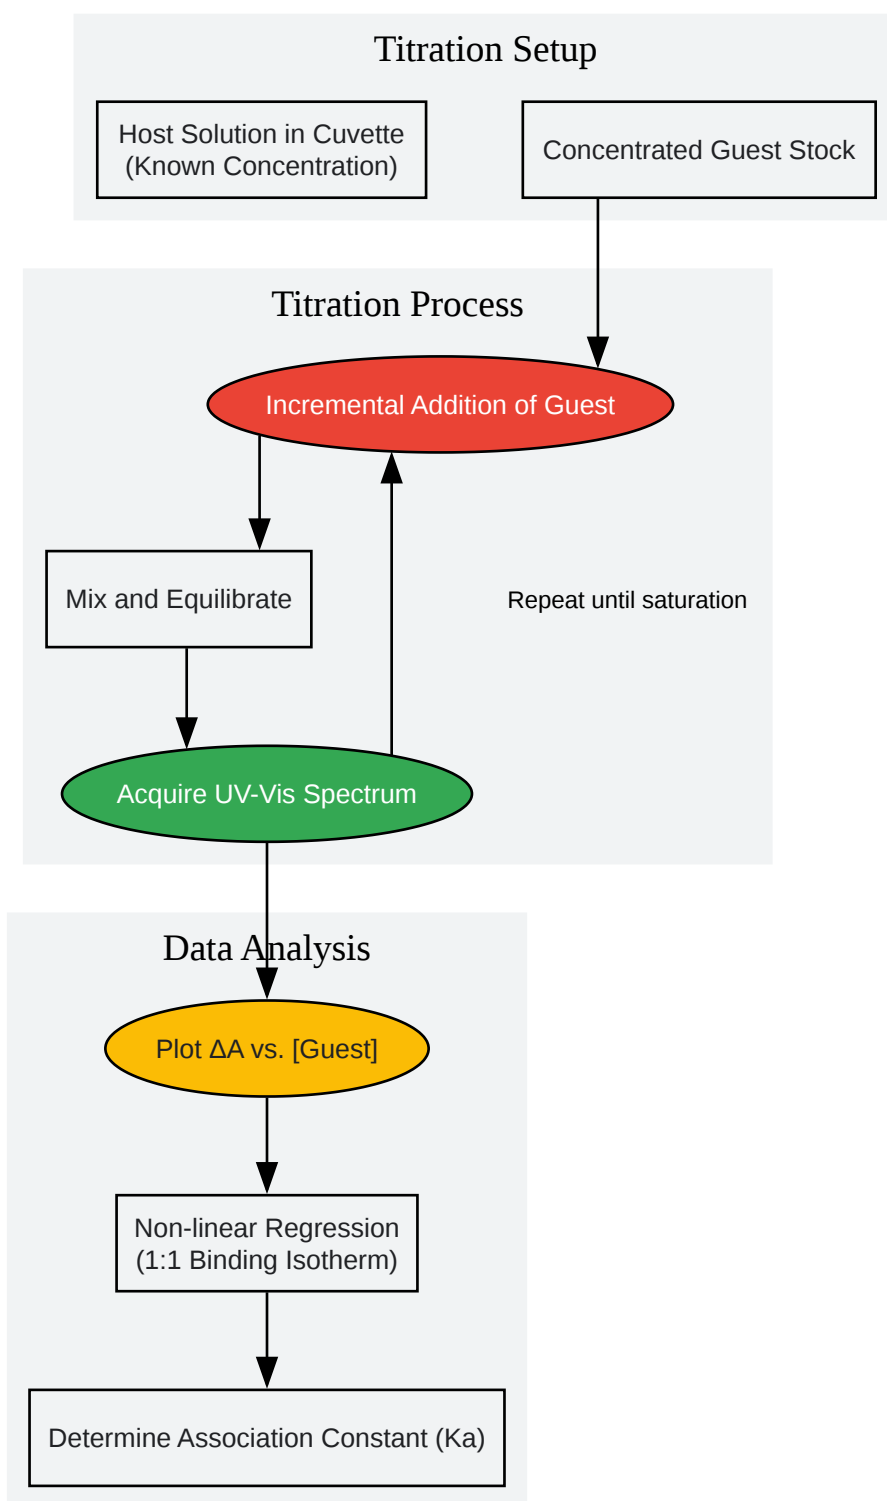 Titration Setup
Host Solution in Cuvette
(Known Concentration)
Concentrated Guest Stock
Titration Process
Incremental Addition of Guest
Mix and Equilibrate
Repeat until saturation
Acquire UV-Vis Spectrum
Data Analysis
Plot ΔA vs. [Guest]
Non-linear Regression
(1:1 Binding Isotherm)
Determine Association Constant (Ka)